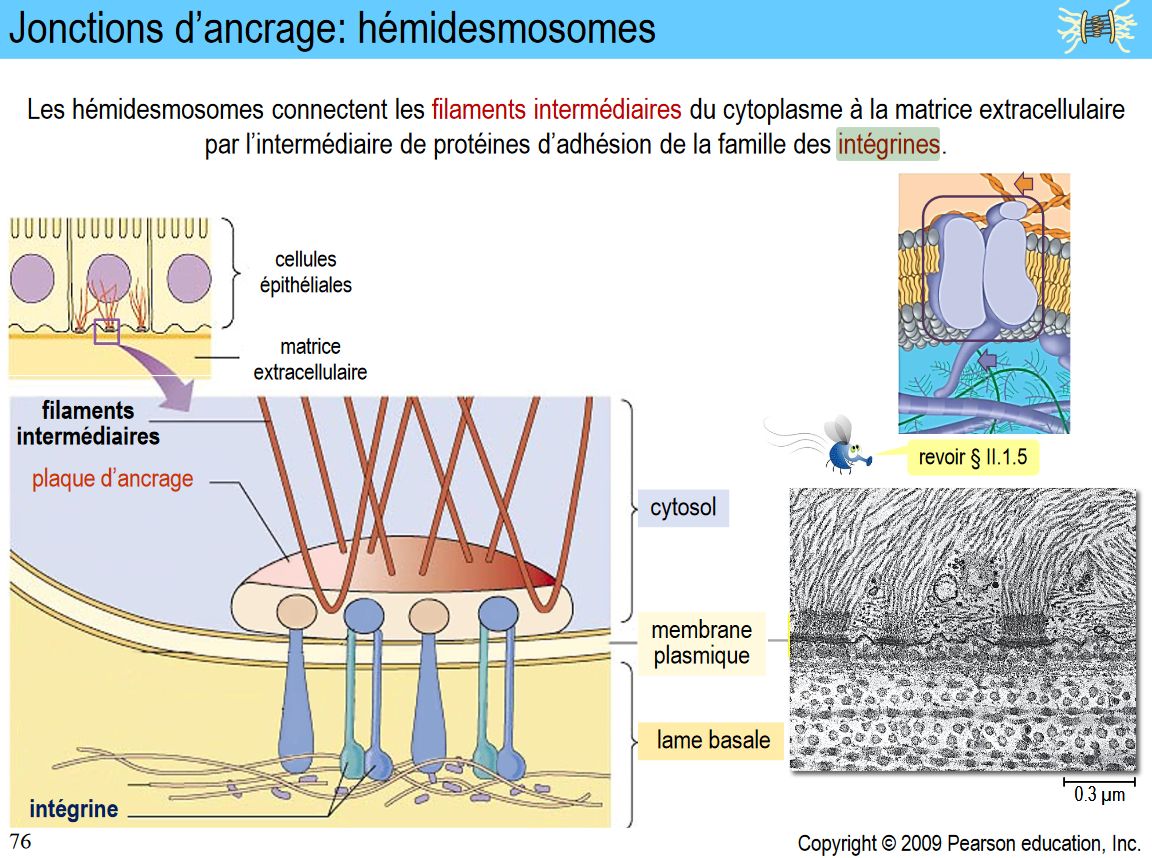 Jonctions d’ancrage: hémidesmosomes
Les hémidesmosomes connectent les filaments intermédiaires du cytoplasme à la matrice extracellulaire
par l’intermédiaire de protéines d’adhésion de la famille des intégrines.
cellules
épithéliales
matrice
extracellulaire
filaments
intermédiaires
plaque d’ancrage
cytosol
membrane
plasmique
lame basale
intégrine
revoir § II.1.5
0.3 µm
76
Copyright © 2009 Pearson education, Inc.